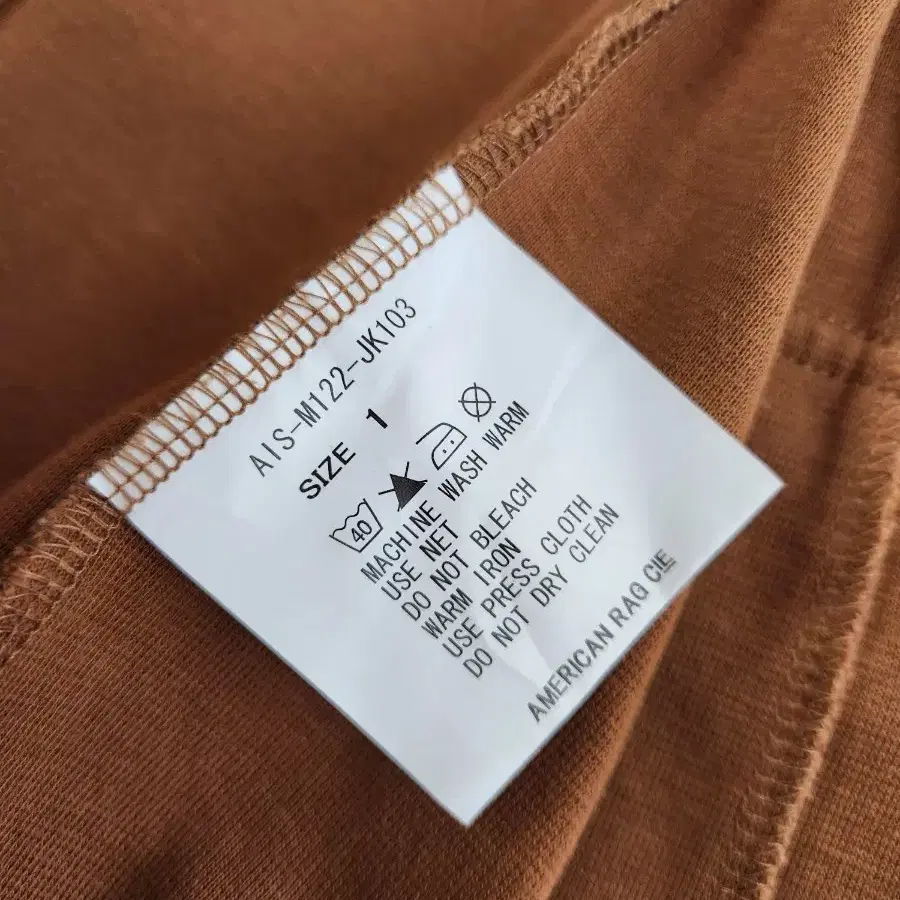 AIS-M122-JK103
SIZE 1
40
MACHINE WASH WARM
USE NET
DO NOT BLEACH
WARM IRON
USE PRESS CLOTH
DO NOT DRY CLEAN
AMERICAN RAG CIE